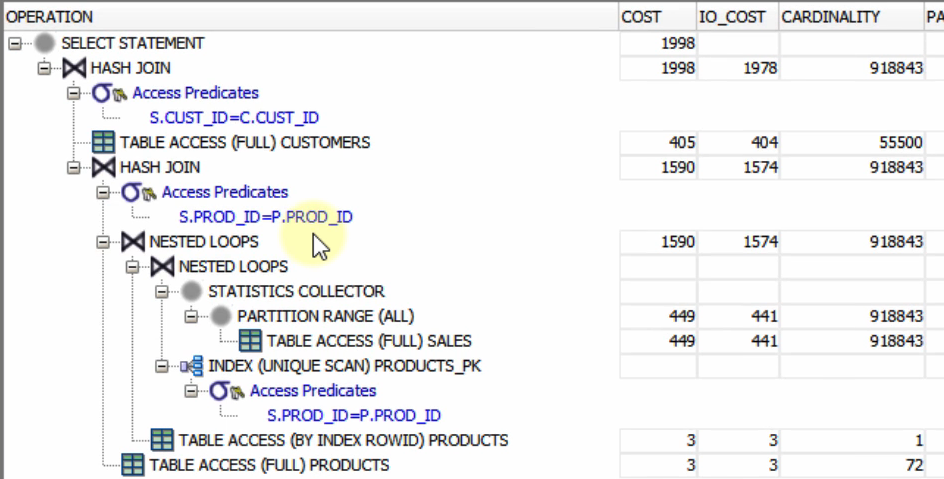 OPERATION COST IO_COST CARDINALITY PA
SELECT STATEMENT 1998
HASH JOIN 1998 1978 918843
Access Predicates
S.CUST_ID=C.CUST_ID
TABLE ACCESS (FULL) CUSTOMERS 405 404 55500
HASH JOIN 1590 1574 918843
Access Predicates
S.PROD_ID=P.PROD_ID
NESTED LOOPS 1590 1574 918843
NESTED LOOPS
STATISTICS COLLECTOR
PARTITION RANGE (ALL) 449 441 918843
TABLE ACCESS (FULL) SALES 449 441 918843
INDEX (UNIQUE SCAN) PRODUCTS_PK
Access Predicates
S.PROD_ID=P.PROD_ID
TABLE ACCESS (BY INDEX ROWID) PRODUCTS 3 3 1
TABLE ACCESS (FULL) PRODUCTS 3 3 72